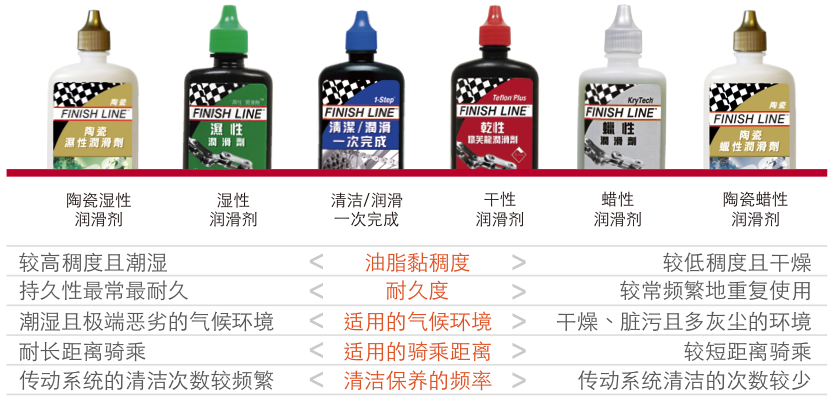 陶瓷
FINISH LINE
陶瓷
濕性潤滑劑
FINISH LINE
濕性
潤滑劑
1-Step
FINISH LINE
清潔/潤滑
一次完成
Teflon Plus
FINISH LINE
乾性
KryTech
FINISH LINE
蠟性
潤滑劑
陶瓷
FINISH LINE
陶瓷
蠟性潤滑劑
陶瓷湿性
润滑剂
湿性
润滑剂
清洁/润滑
一次完成
干性
润滑剂
蜡性
润滑剂
陶瓷蜡性
润滑剂
较高稠度且潮湿 < 油脂黏稠度 > 较低稠度且干燥
持久性最常最耐久 < 耐久度 > 较常频繁地重复使用
潮湿且极端恶劣的气候环境 < 适用的气候环境 > 干燥、脏污且多灰尘的环境
耐长距离骑乘 < 适用的骑乘距离 > 较短距离骑乘
传动系统的清洁次数较频繁 < 清洁保养的频率 > 传动系统清洁的次数较少